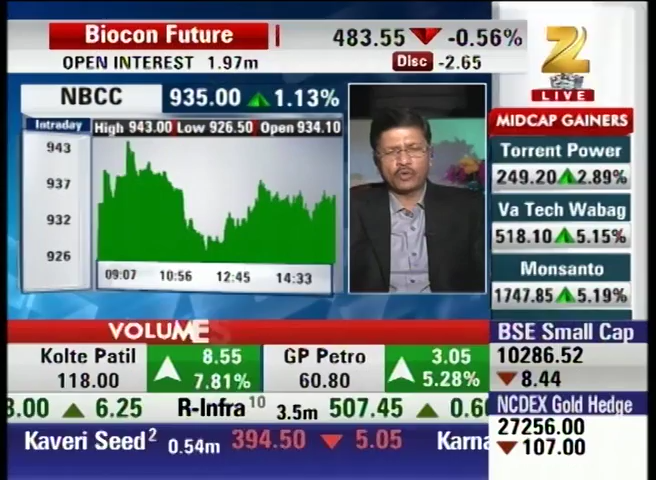 Biocon Future 483.55 -0.56%
OPEN INTEREST 1.97m Disc -2.65
Z
LIVE
NBCC 935.00 1.13%
Intraday High 943.00 Low 926.50 Open 934.10
943
937
932
926
09:07 10:56 12:45 14:33
MIDCAP GAINERS
Torrent Power
249.20 2.89%
Va Tech Wabag
518.10 5.15%
Monsanto
1747.85 5.19%
VOLUME
Kolte Patil 8.55 GP Petro 3.05
118.00 7.81% 60.80 5.28%
3.00 6.25 R-Infra 10 3.5m 507.45 0.6
Kaveri Seed 2 0.54m 394.50 5.05 Karna
BSE Small Cap
10286.52
8.44
NCDEX Gold Hedge
27256.00
107.00